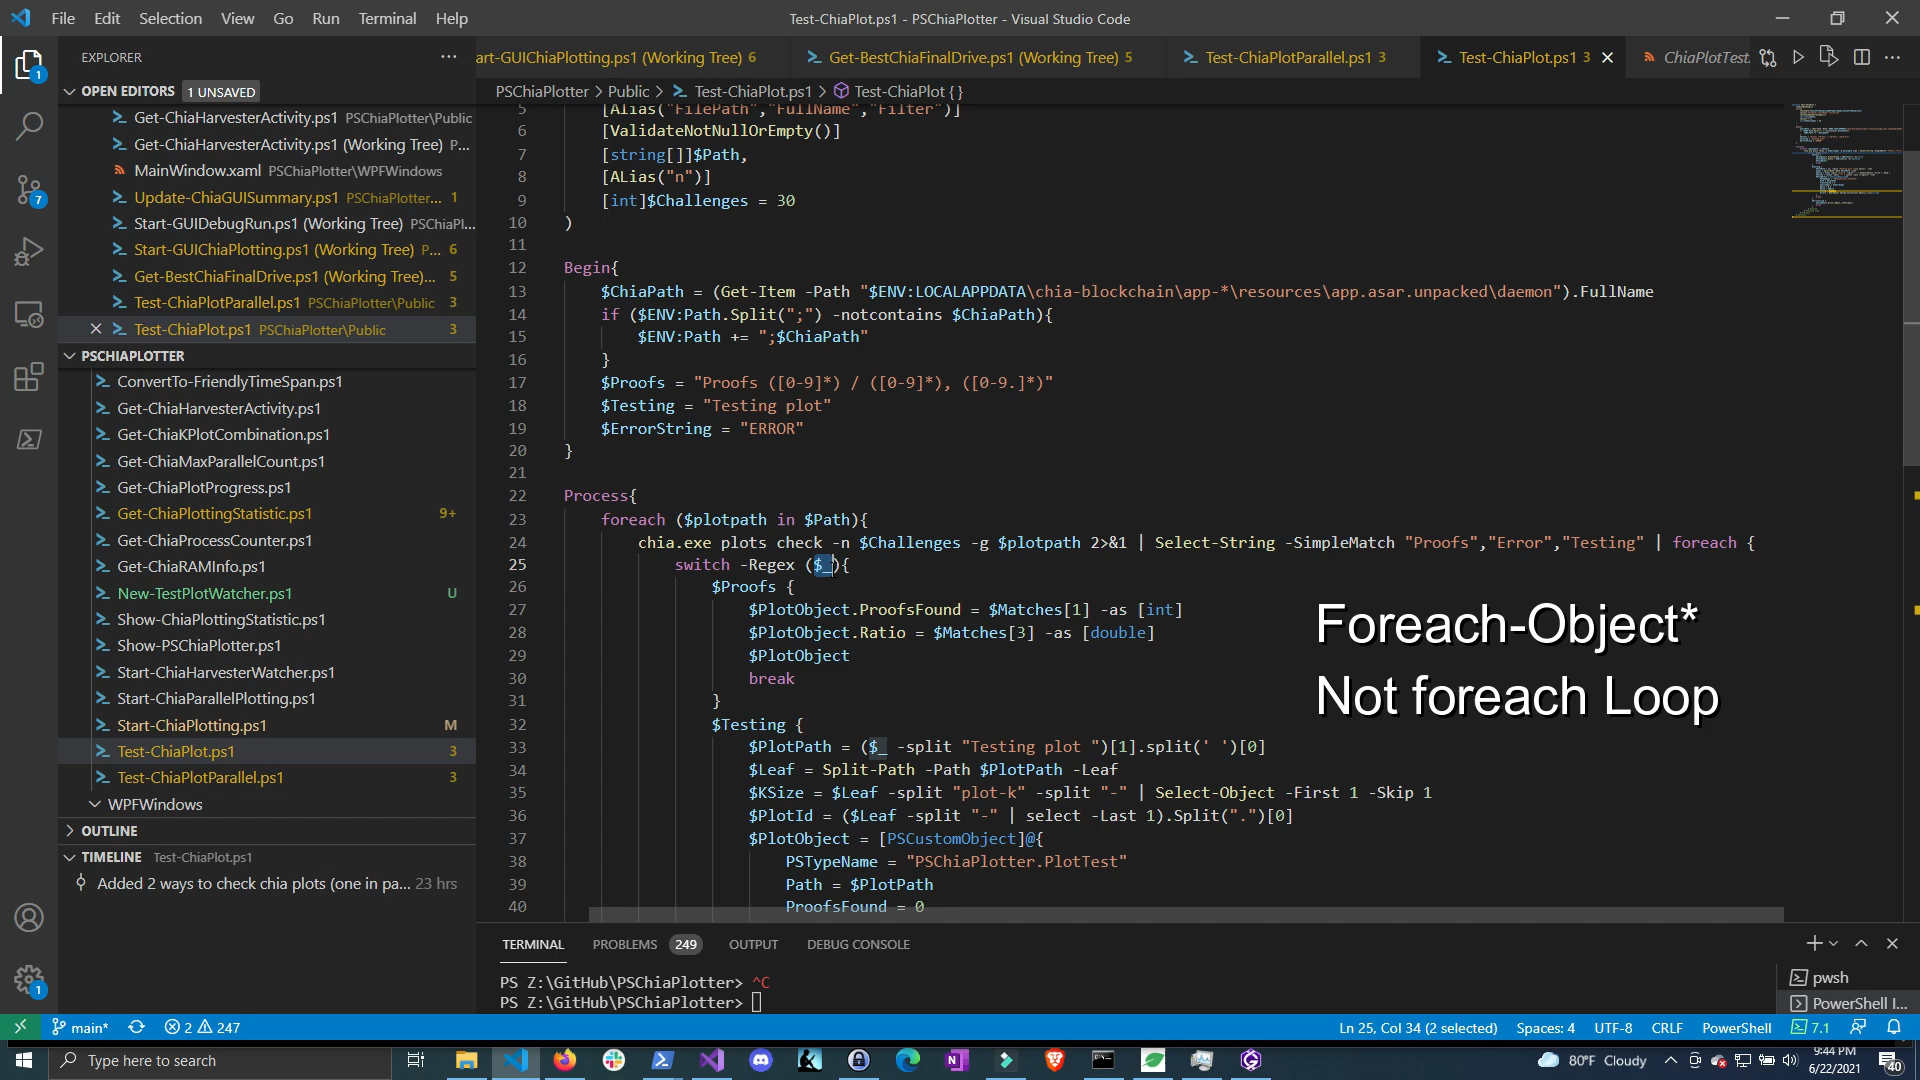 File Edit Selection View Go Run Terminal Help
Test-ChiaPlot.ps1 - PSChiaPlotter - Visual Studio Code
EXPLORER
art-GUIChiaPlotting.ps1 (Working Tree) 6
Get-BestChiaFinalDrive.ps1 (Working Tree) 5
Test-ChiaPlotParallel.ps1 3
Test-ChiaPlot.ps1 3
ChiaPlotTest.
OPEN EDITORS 1 UNSAVED
Get-ChiaHarvesterActivity.ps1 PSChiaPlotter\Public
Get-ChiaHarvesterActivity.ps1 (Working Tree) P...
MainWindow.xaml PSChiaPlotter\WPFWindows
Update-ChiaGUISummary.ps1 PSChiaPlotter... 1
Start-GUIDebugRun.ps1 (Working Tree) PSChiaPl...
Start-GUIChiaPlotting.ps1 (Working Tree) P... 6
Get-BestChiaFinalDrive.ps1 (Working Tree)... 5
Test-ChiaPlotParallel.ps1 PSChiaPlotter\Public 3
Test-ChiaPlot.ps1 PSChiaPlotter\Public 3
PSCHIAPLOTTER
ConvertTo-FriendlyTimeSpan.ps1
Get-ChiaHarvesterActivity.ps1
Get-ChiaKPlotCombination.ps1
Get-ChiaMaxParallelCount.ps1
Get-ChiaPlotProgress.ps1
Get-ChiaPlottingStatistic.ps1 9+
Get-ChiaProcessCounter.ps1
Get-ChiaRAMInfo.ps1
New-TestPlotWatcher.ps1 U
Show-ChiaPlottingStatistic.ps1
Show-PSChiaPlotter.ps1
Start-ChiaHarvesterWatcher.ps1
Start-ChiaParallelPlotting.ps1
Start-ChiaPlotting.ps1 M
Test-ChiaPlot.ps1 3
Test-ChiaPlotParallel.ps1 3
WPFWindows
OUTLINE
TIMELINE Test-ChiaPlot.ps1
Added 2 ways to check chia plots (one in pa... 23 hrs
1
7
1
PSChiaPlotter > Public > Test-ChiaPlot.ps1 > Test-ChiaPlot { }
5 [Alias("FilePath","FullName","Filter")]
6 [ValidateNotNullOrEmpty()]
7 [string[]]$Path,
8 [ALias("n")]
9 [int]$Challenges = 30
10 )
11
12 Begin{
13 $ChiaPath = (Get-Item -Path "$ENV:LOCALAPPDATA\chia-blockchain\app-*\resources\app.asar.unpacked\daemon").FullName
14 if ($ENV:Path.Split(";") -notcontains $ChiaPath){
15 $ENV:Path += ";$ChiaPath"
16 }
17 $Proofs = "Proofs ([0-9]*) / ([0-9]*), ([0-9.]*)"
18 $Testing = "Testing plot"
19 $ErrorString = "ERROR"
20 }
21
22 Process{
23 foreach ($plotpath in $Path){
24 chia.exe plots check -n $Challenges -g $plotpath 2>&1 | Select-String -SimpleMatch "Proofs","Error","Testing" | foreach {
25 switch -Regex ($_){
26 $Proofs {
27 $PlotObject.ProofsFound = $Matches[1] -as [int]
28 $PlotObject.Ratio = $Matches[3] -as [double]
29 $PlotObject
30 break
31 }
32 $Testing {
33 $PlotPath = ($_ -split "Testing plot ")[1].split(' ')[0]
34 $Leaf = Split-Path -Path $PlotPath -Leaf
35 $KSize = $Leaf -split "plot-k" -split "-" | Select-Object -First 1 -Skip 1
36 $PlotId = ($Leaf -split "-" | select -Last 1).Split(".")[0]
37 $PlotObject = [PSCustomObject]@{
38 PSTypeName = "PSChiaPlotter.PlotTest"
39 Path = $PlotPath
40 ProofsFound = 0
Foreach-Object*
Not foreach Loop
TERMINAL PROBLEMS 249 OUTPUT DEBUG CONSOLE
PS Z:\GitHub\PSChiaPlotter> ^C
PS Z:\GitHub\PSChiaPlotter>
pwsh
PowerShell I...
main* 2 247
Ln 25, Col 34 (2 selected) Spaces: 4 UTF-8 CRLF PowerShell 7.1
Type here to search
80°F Cloudy
9:44 PM
6/22/2021
40